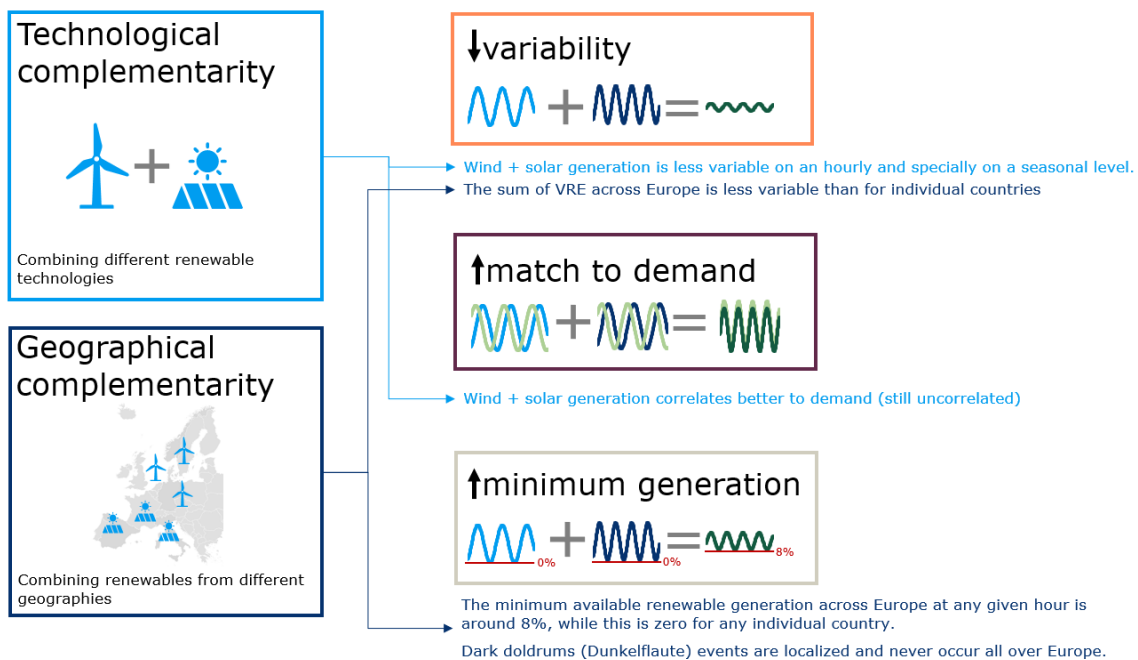 Technological
complementarity
Combining different renewable
technologies
Geographical
complementarity
Combining renewables from different
geographies
↓variability
Wind + solar generation is less variable on an hourly and specially on a seasonal level.
The sum of VRE across Europe is less variable than for individual countries
↑match to demand
Wind + solar generation correlates better to demand (still uncorrelated)
↑minimum generation
0%
0%
8%
The minimum available renewable generation across Europe at any given hour is
around 8%, while this is zero for any individual country.
Dark doldrums (Dunkelflaute) events are localized and never occur all over Europe.